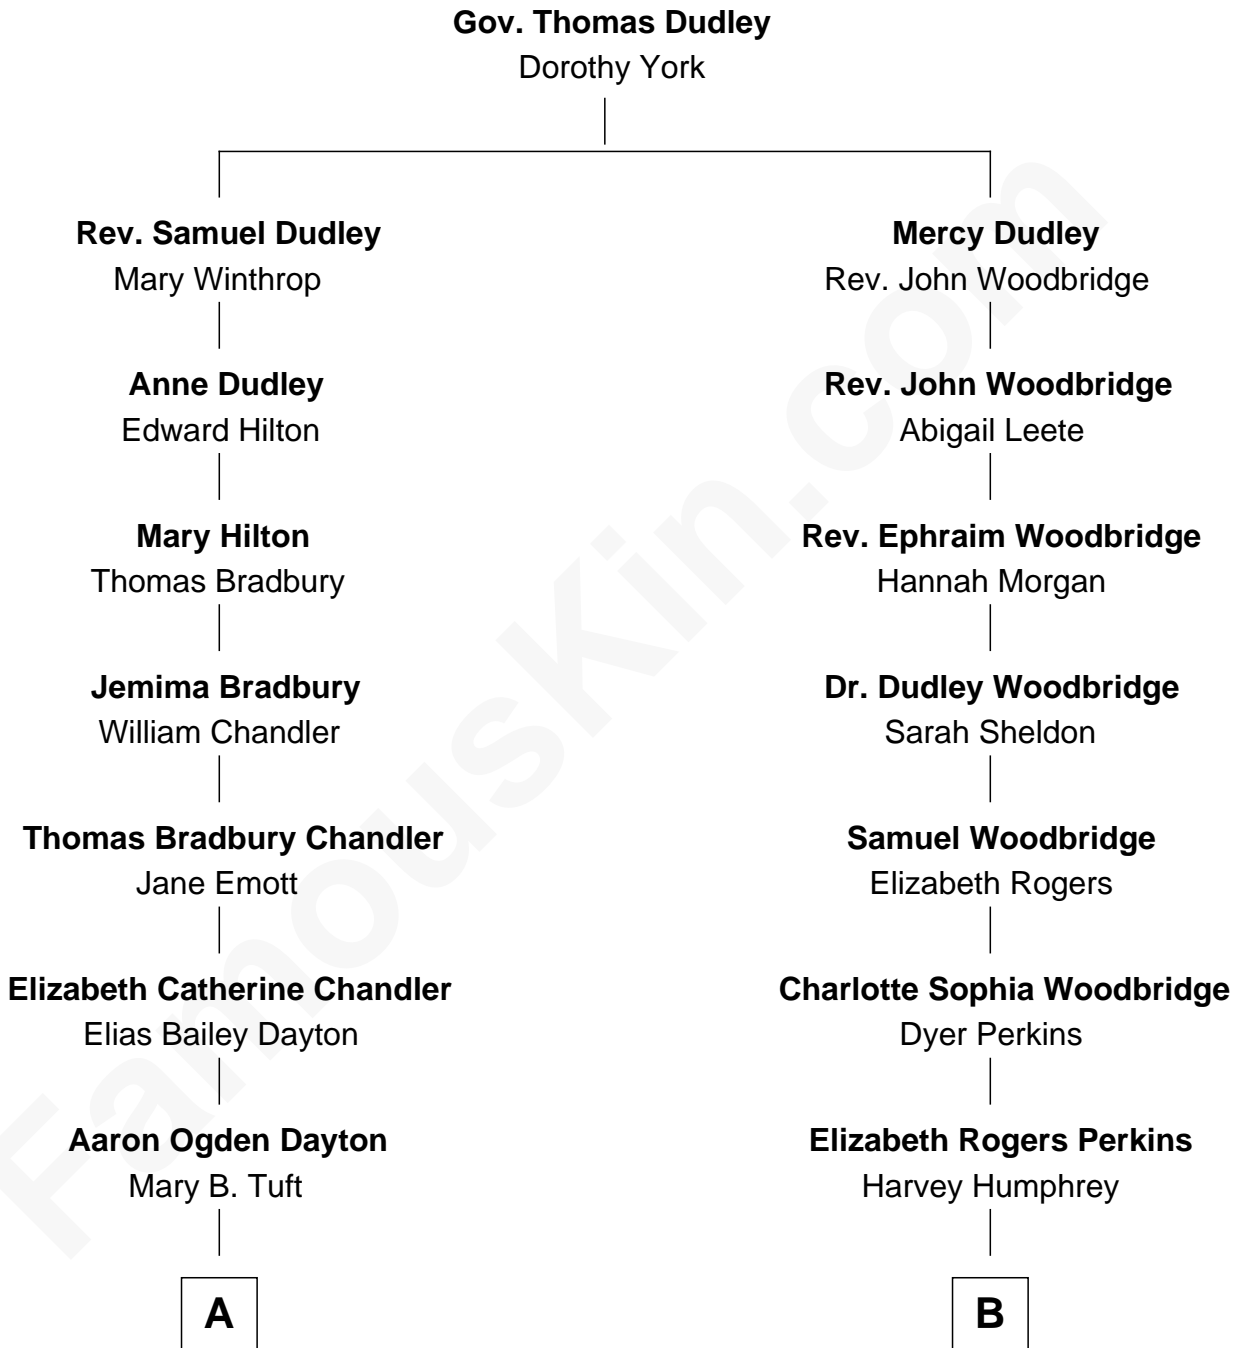 Gov. Thomas Dudley
Dorothy York
Rev. Samuel Dudley
Mary Winthrop
Mercy Dudley
Rev. John Woodbridge
Anne Dudley
Edward Hilton
Rev. John Woodbridge
Abigail Leete
Mary Hilton
Thomas Bradbury
Rev. Ephraim Woodbridge
Hannah Morgan
Jemima Bradbury
William Chandler
Dr. Dudley Woodbridge
Sarah Sheldon
Thomas Bradbury Chandler
Jane Emott
Samuel Woodbridge
Elizabeth Rogers
Elizabeth Catherine Chandler
Elias Bailey Dayton
Charlotte Sophia Woodbridge
Dyer Perkins
Aaron Ogden Dayton
Mary B. Tuft
Elizabeth Rogers Perkins
Harvey Humphrey
A
B
FamousKin.com